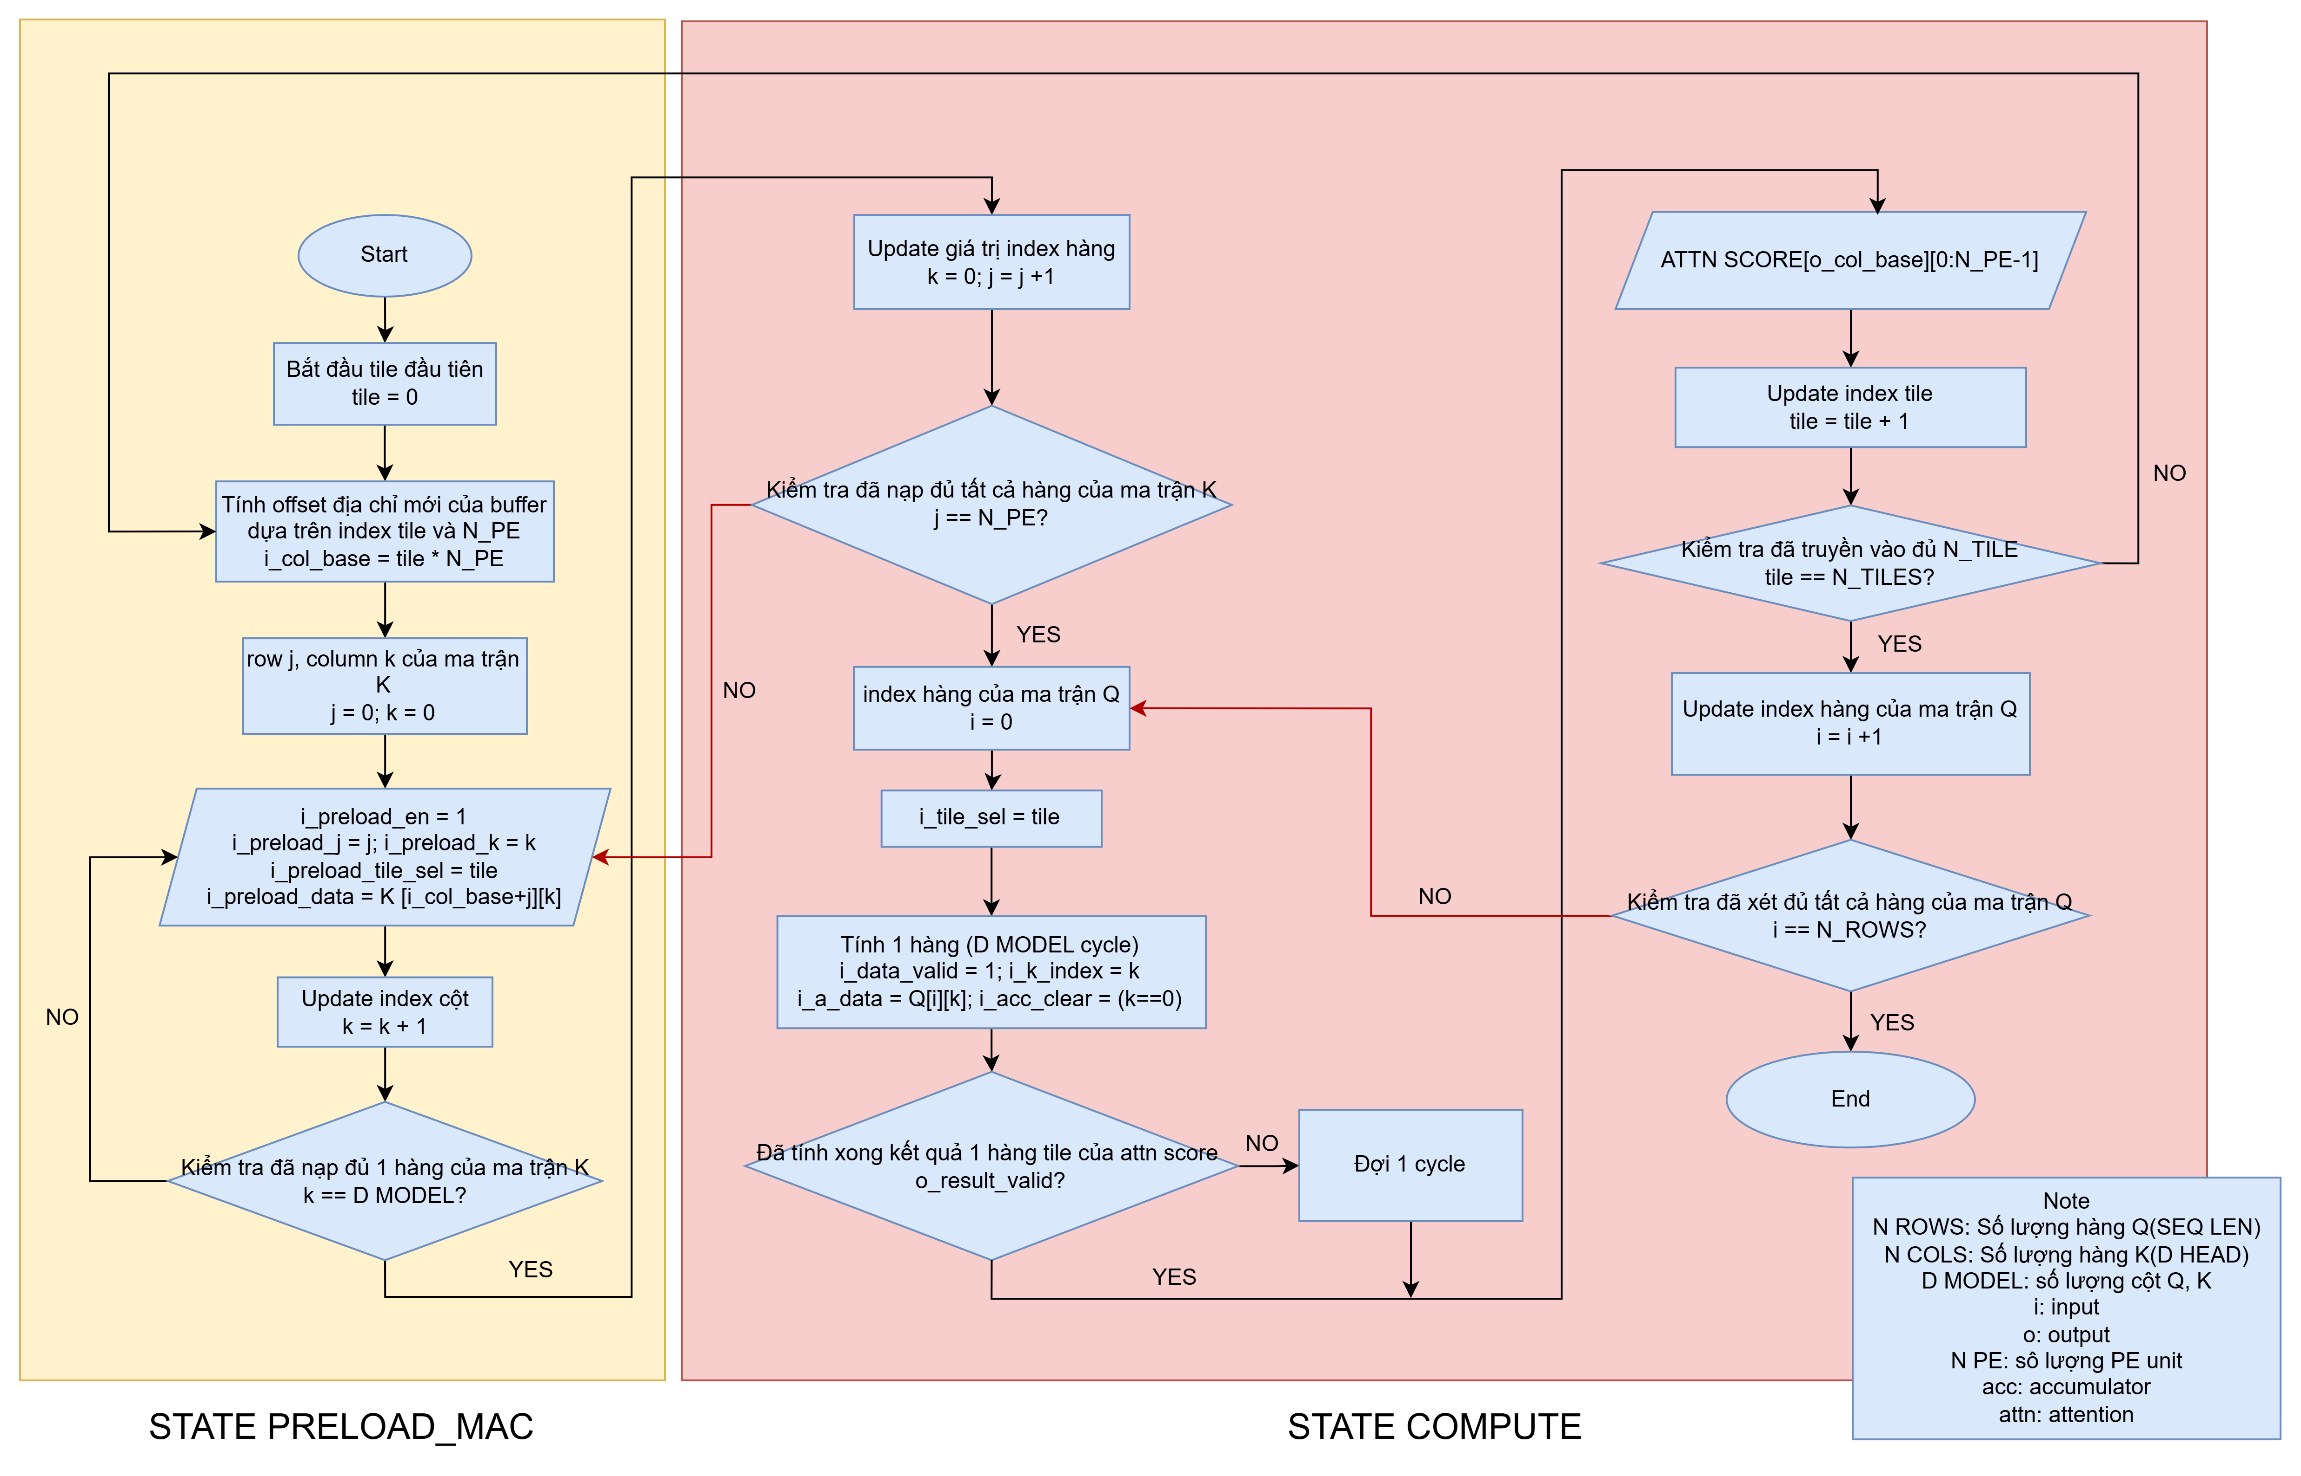 Start
Bắt đầu tile đầu tiên
tile = 0
Tính offset địa chỉ mới của buffer
dựa trên index tile và N_PE
i_col_base = tile * N_PE
row j, column k của ma trận
K
j = 0; k = 0
i_preload_en = 1
i_preload_j = j; i_preload_k = k
i_preload_tile_sel = tile
i_preload_data = K [i_col_base+j][k]
Update index cột
k = k + 1
NO
Kiểm tra đã nạp đủ 1 hàng của ma trận K
k == D MODEL?
YES
STATE PRELOAD_MAC
Update giá trị index hàng
k = 0; j = j +1
Kiểm tra đã nạp đủ tất cả hàng của ma trận K
j == N_PE?
YES
NO
index hàng của ma trận Q
i = 0
i_tile_sel = tile
Tính 1 hàng (D MODEL cycle)
i_data_valid = 1; i_k_index = k
i_a_data = Q[i][k]; i_acc_clear = (k==0)
Đã tính xong kết quả 1 hàng tile của attn score
o_result_valid?
NO
Đợi 1 cycle
YES
ATTN SCORE[o_col_base][0:N_PE-1]
Update index tile
tile = tile + 1
NO
Kiểm tra đã truyền vào đủ N_TILE
tile == N_TILES?
YES
Update index hàng của ma trận Q
i = i +1
NO
Kiểm tra đã xét đủ tất cả hàng của ma trận Q
i == N_ROWS?
YES
End
STATE COMPUTE
Note
N ROWS: Số lượng hàng Q(SEQ LEN)
N COLS: Số lượng hàng K(D HEAD)
D MODEL: số lượng cột Q, K
i: input
o: output
N PE: sô lượng PE unit
acc: accumulator
attn: attention